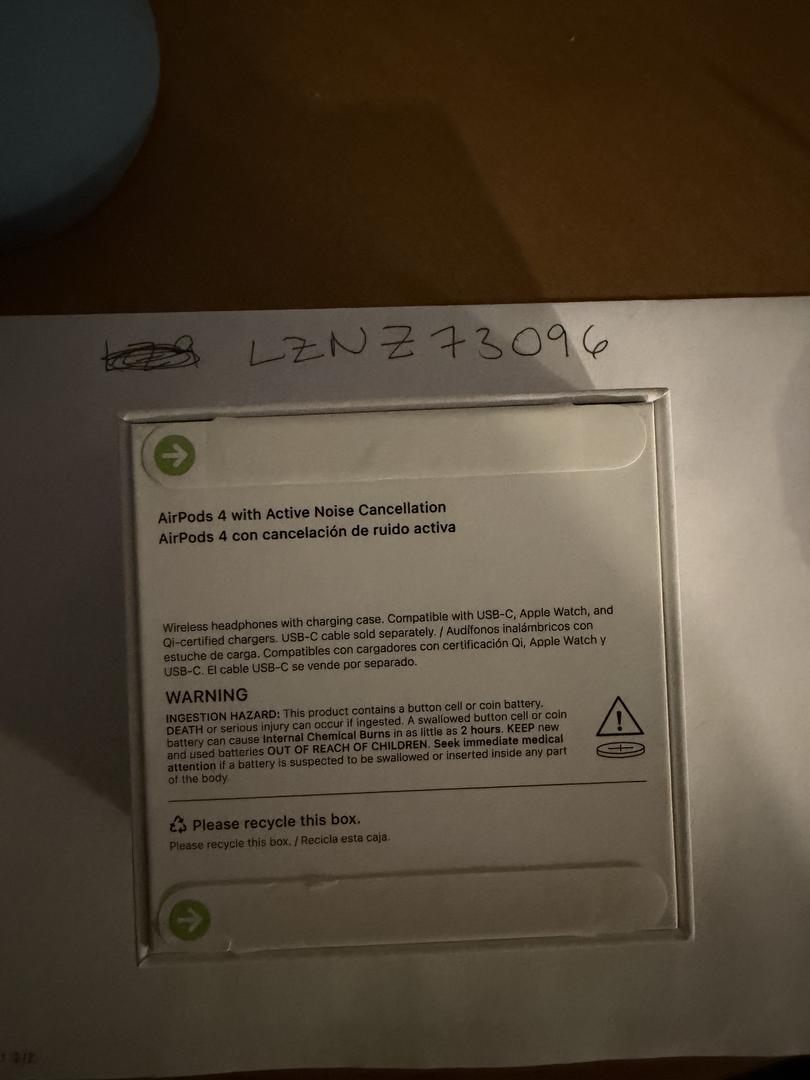 LZNZ73096
AirPods 4 with Active Noise Cancellation
AirPods 4 con cancelación de ruido activa
Wireless headphones with charging case. Compatible with USB-C, Apple Watch, and
Qi-certified chargers. USB-C cable sold separately. / Audífonos inalámbricos con
estuche de carga. Compatibles con cargadores con certificación Qi, Apple Watch y
USB-C. El cable USB-C se vende por separado.
WARNING
INGESTION HAZARD: This product contains a button cell or coin battery.
DEATH or serious injury can occur if ingested. A swallowed button cell or coin
battery can cause Internal Chemical Burns in as little as 2 hours. KEEP new
and used batteries OUT OF REACH OF CHILDREN. Seek immediate medical
attention if a battery is suspected to be swallowed or inserted inside any part
of the body.
Please recycle this box.
Please recycle this box. / Recicla esta caja.